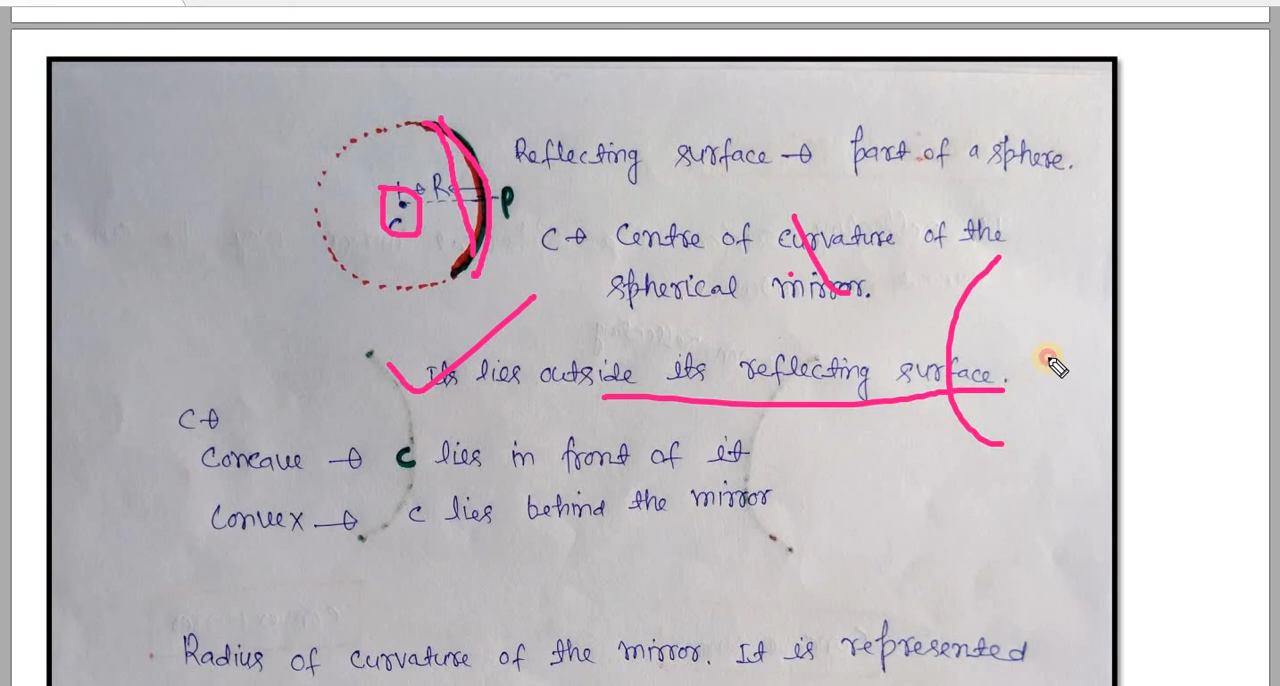 Reflecting surface → part of a sphere.
R
P
C
C → Centre of curvature of the
spherical mirror.
Its lies outside its reflecting surface.
C →
Concave → C lies in front of it
Convex → C lies behind the mirror
Radius of curvature of the mirror. It is represented